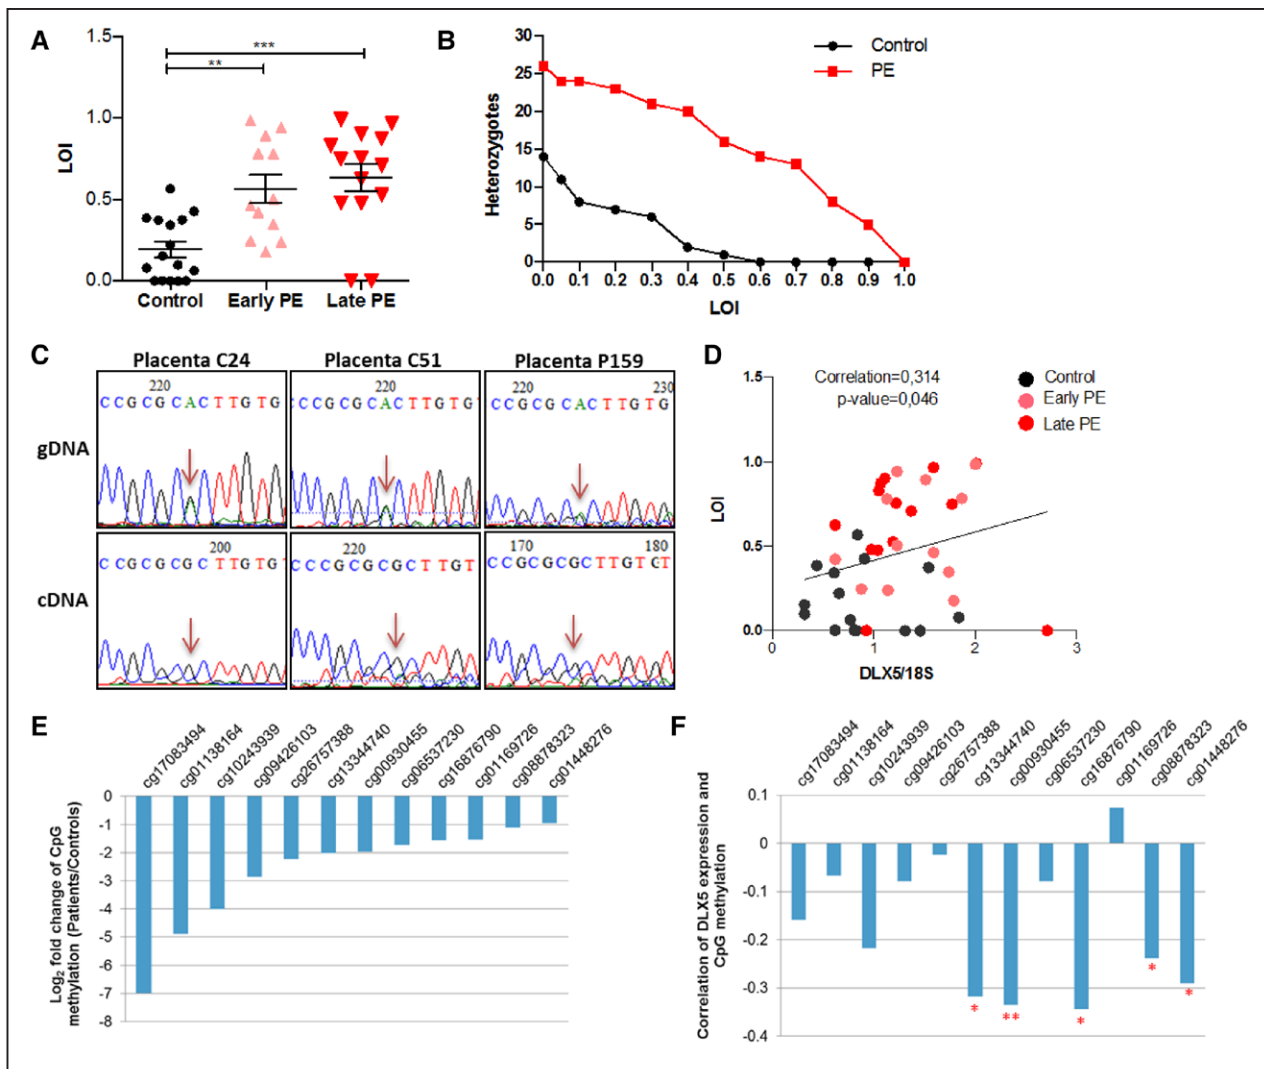 A
1.5
1.0
0.5
0.0
LOI
***
**
Control Early PE Late PE
B
30
25
20
15
10
5
0
Heterozygotes
Control
PE
0.0 0.1 0.2 0.3 0.4 0.5 0.6 0.7 0.8 0.9 1.0
LOI
C
Placenta C24 Placenta C51 Placenta P159
gDNA
220
CCGCGCACTTGTG
220
CCCGCGCACTTGTG
220 230
CCGCGCACTTGTG
cDNA
200
CCGCGCGCTTGTG
220
CCCGCGCGCTTGT
170 180
CCGCGCGCTTGTGT
D
Correlation=0,314
p-value=0,046
Control
Early PE
Late PE
1.5
1.0
0.5
0.0
LOI
0 1 2 3
DLX5/18S
E
cg17083494
cg01138164
cg10243939
cg09426103
cg26757388
cg13344740
cg00930455
cg06537230
cg16876790
cg01169726
cg08878323
cg01448276
0
-1
-2
-3
-4
-5
-6
-7
-8
Log2 fold change of CpG
methylation (Patients/Controls)
F
cg17083494
cg01138164
cg10243939
cg09426103
cg26757388
cg13344740
cg00930455
cg06537230
cg16876790
cg01169726
cg08878323
cg01448276
0.1
0
-0.1
-0.2
-0.3
-0.4
Correlation of DLX5 expression and
CpG methylation
*
**
*
*
*